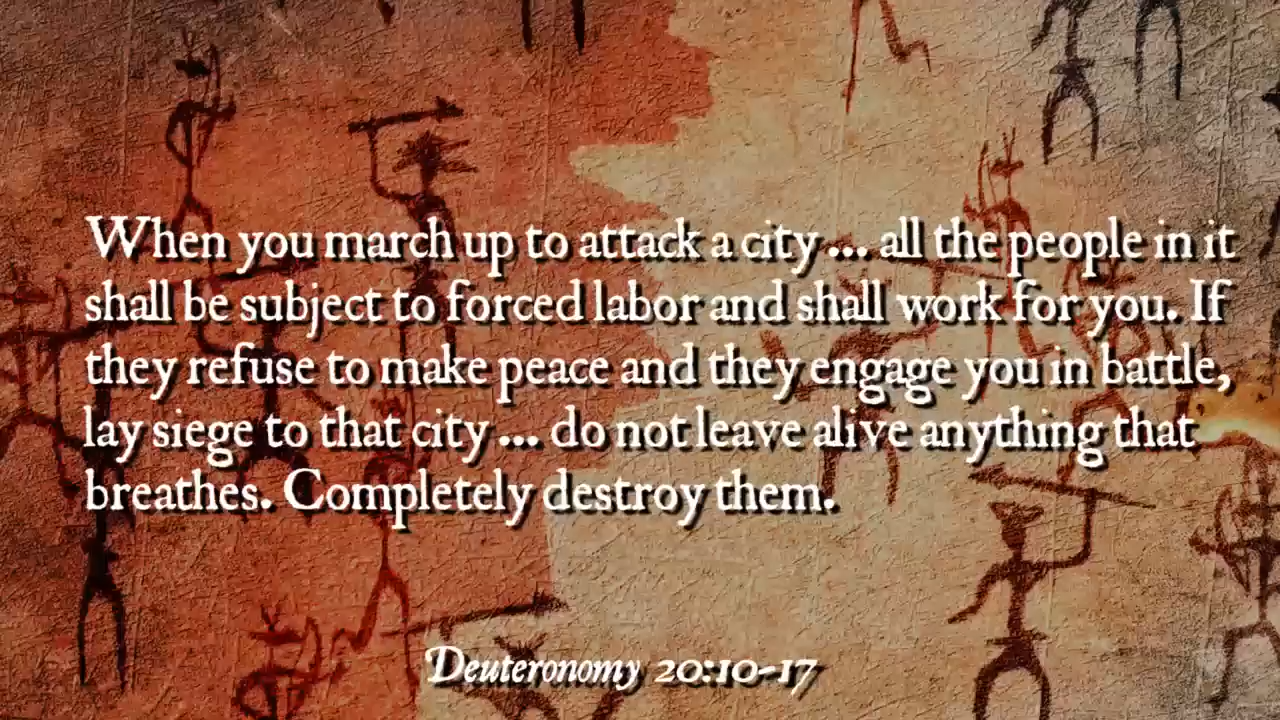 When you march up to attack a city ... all the people in it
shall be subject to forced labor and shall work for you. If
they refuse to make peace and they engage you in battle,
lay siege to that city ... do not leave alive anything that
breathes. Completely destroy them.
Deuteronomy 20:10-17